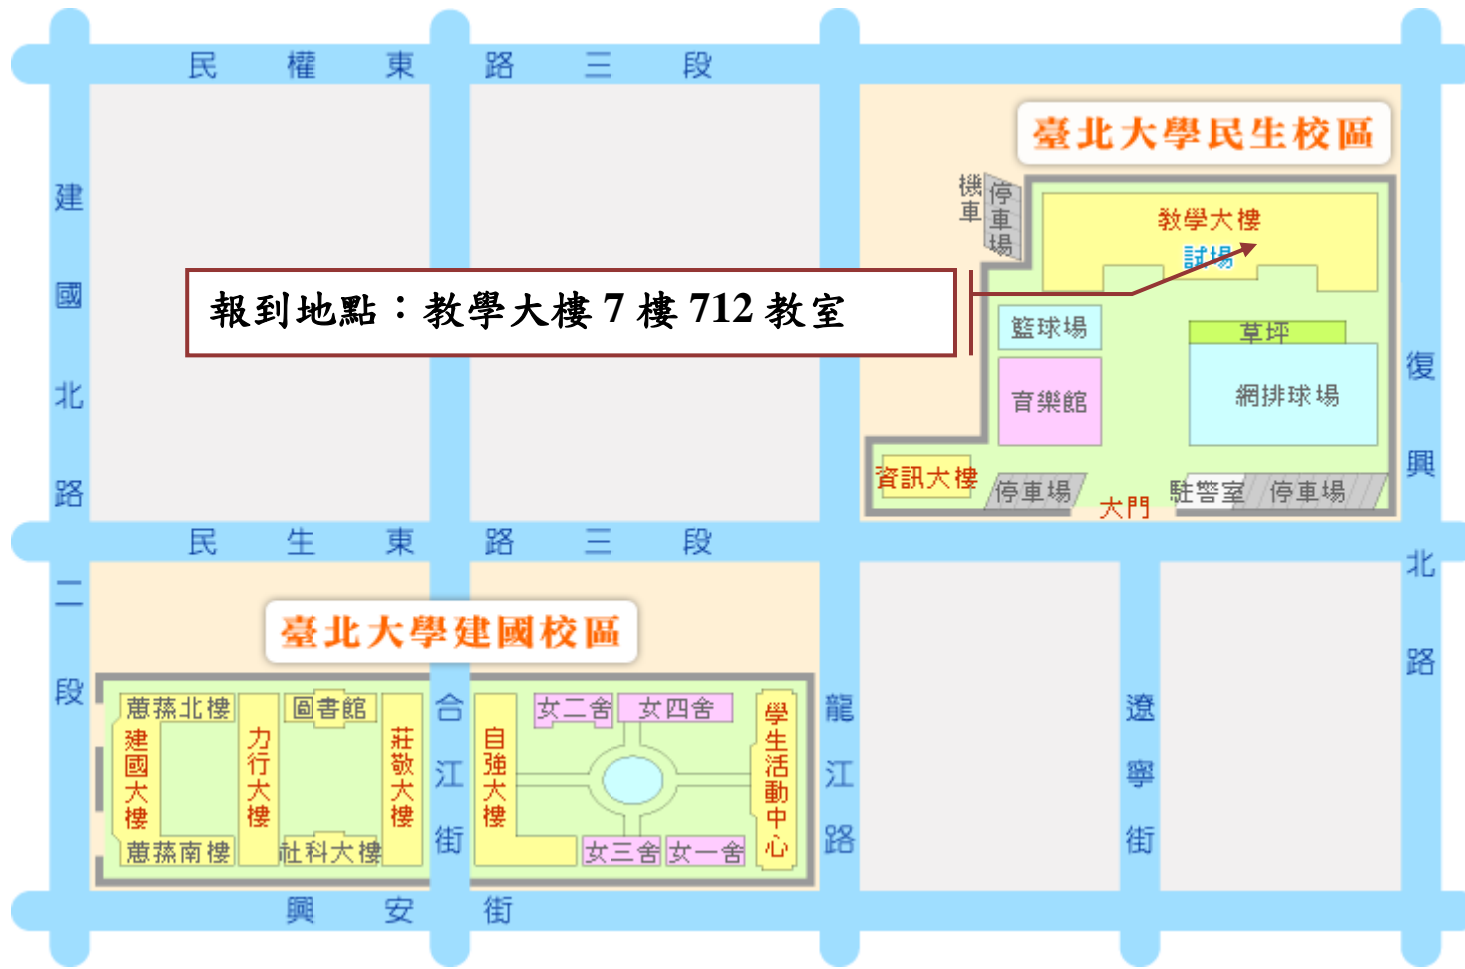 民權東路三段
臺北大學民生校區
建國北路二段
機車停車場
教學大樓
試場
報到地點：教學大樓 7 樓 712 教室
籃球場
草坪
育樂館
網排球場
復興北路
資訊大樓
停車場
大門
駐警室
停車場
民生東路三段
臺北大學建國校區
蕙蓀北樓
圖書館
建國大樓
力行大樓
莊敬大樓
蕙蓀南樓
社科大樓
合江街
自強大樓
女二舍
女四舍
學生活動中心
女三舍
女一舍
龍江路
遼寧街
興安街